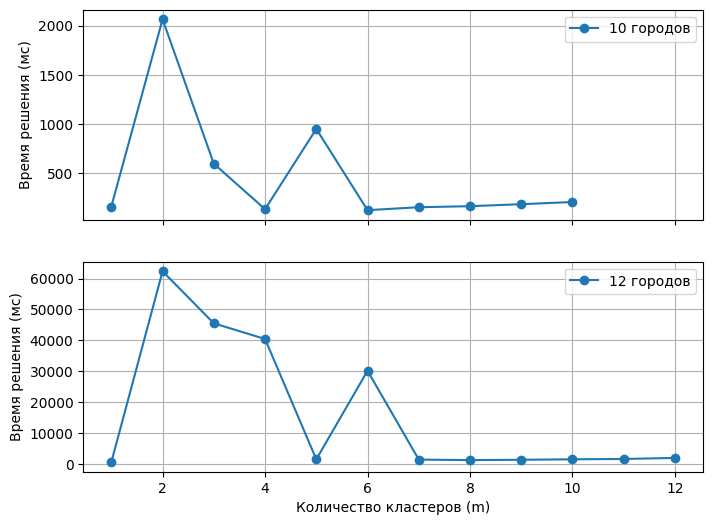 10 городов
Время решения (мс)
2000
1500
1000
500
12 городов
Время решения (мс)
60000
50000
40000
30000
20000
10000
0
2 4 6 8 10 12
Количество кластеров (m)